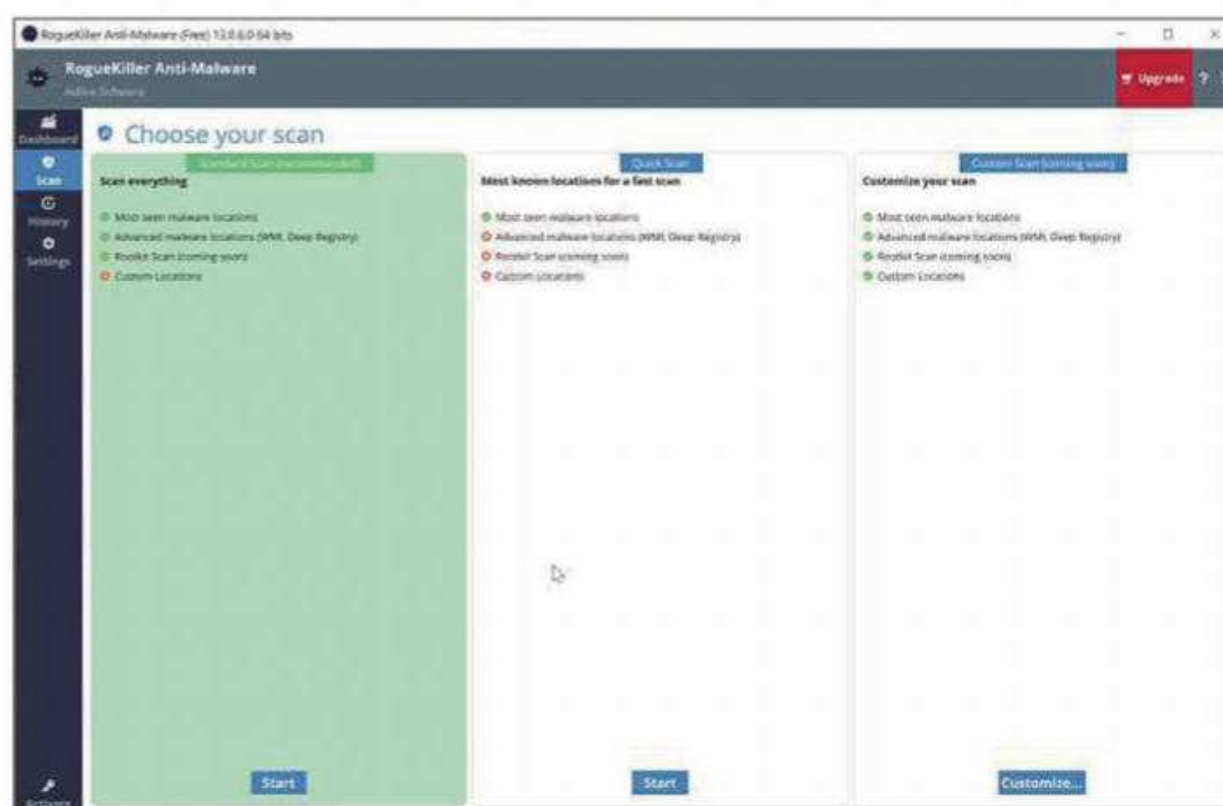 RogueKiller Anti-Malware (Free) 13.0.6.0 64 bits
RogueKiller Anti-Malware
Adlice Software
Upgrade ?
Dashboard
Scan
History
Settings
Choose your scan
Standard Scan (recommended)
Scan everything
Most seen malware locations
Advanced malware locations (WMI, Deep Registry)
Rootkit Scan (coming soon)
Custom Locations
Start
Quick Scan
Most known locations for a fast scan
Most seen malware locations
Advanced malware locations (WMI, Deep Registry)
Rootkit Scan (coming soon)
Custom Locations
Start
Custom Scan (coming soon)
Customize your scan
Most seen malware locations
Advanced malware locations (WMI, Deep Registry)
Rootkit Scan (coming soon)
Custom Locations
Customize...